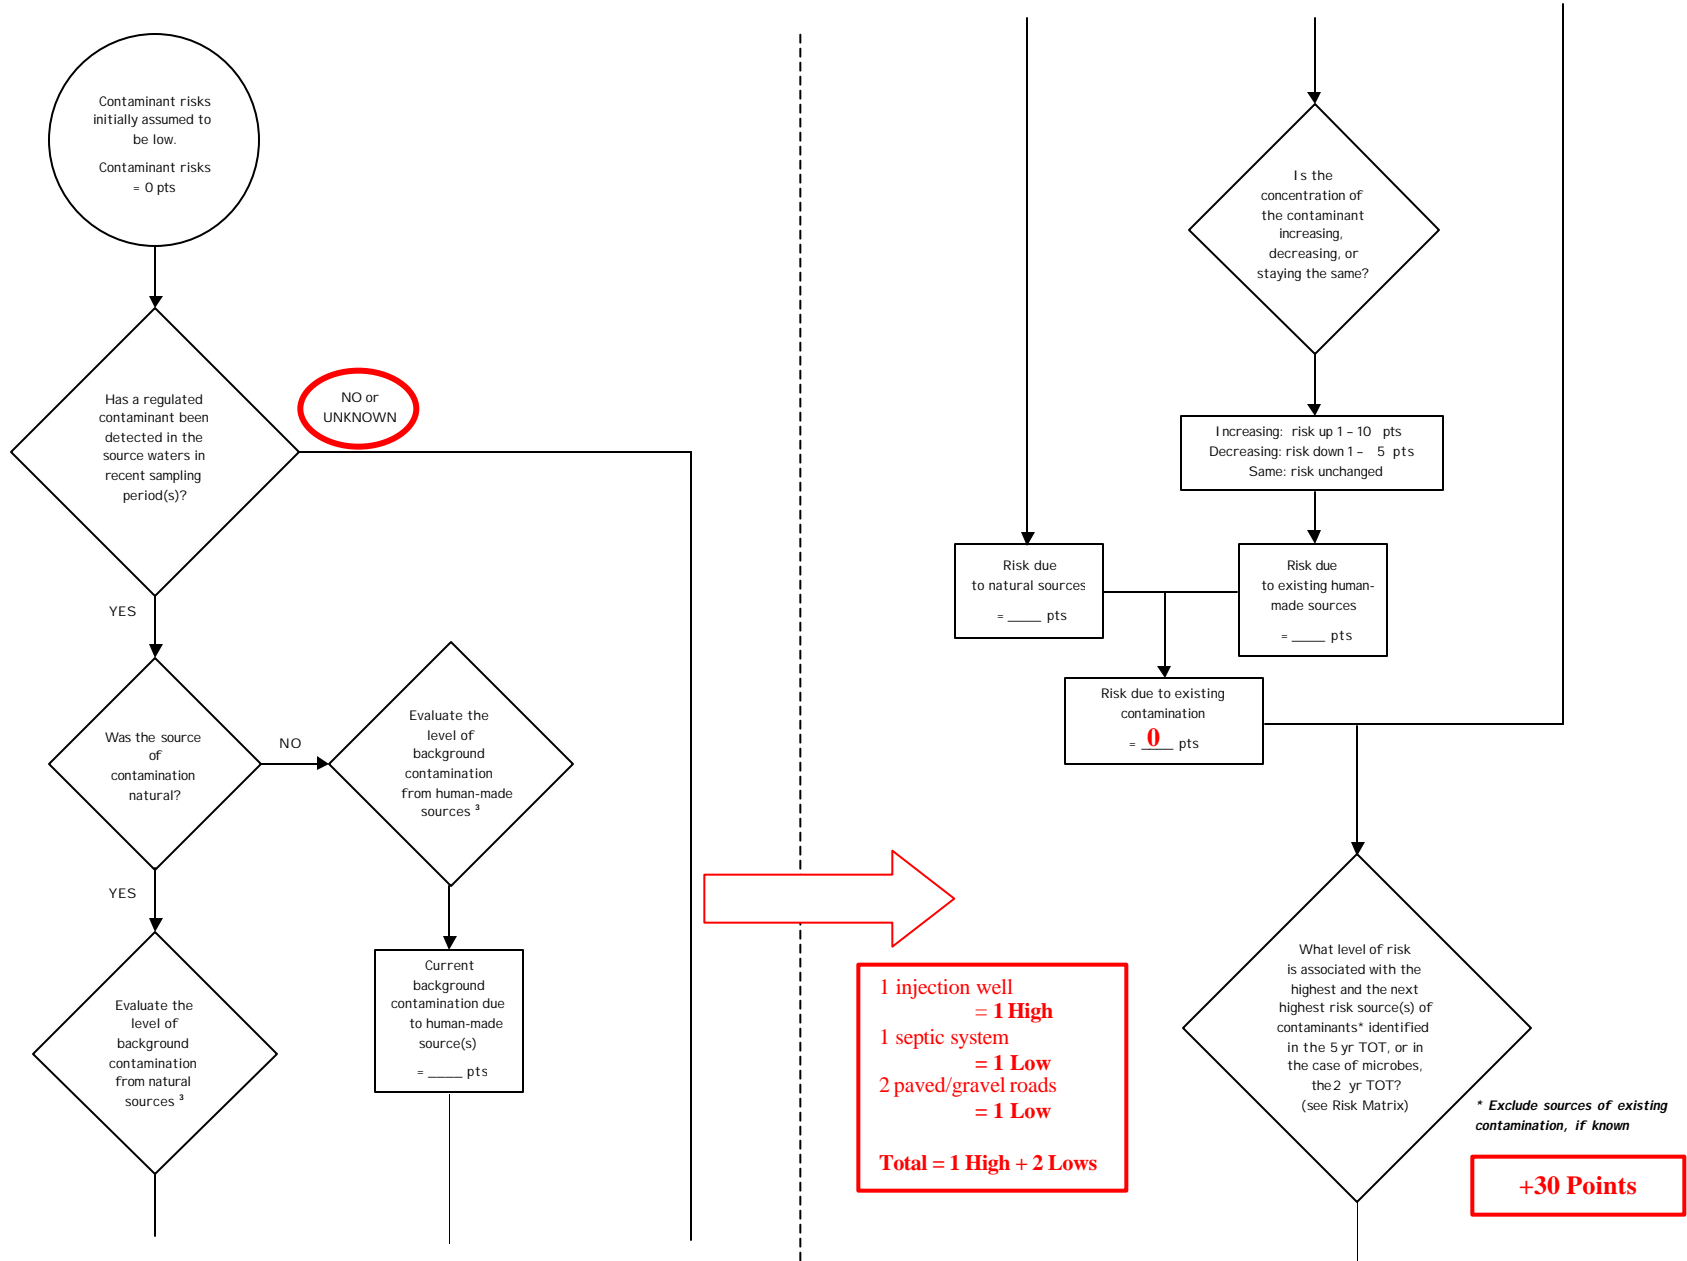 Contaminant risks
initially assumed to
be low.
Contaminant risks
= 0 pts
Has a regulated
contaminant been
detected in the
source waters in
recent sampling
period(s)?
NO or
UNKNOWN
YES
Was the source
of
contamination
natural?
NO
Evaluate the
level of
background
contamination
from human-made
sources ³
YES
Evaluate the
level of
background
contamination
from natural
sources ³
Current
background
contamination due
to human-made
source(s)
= ____ pts
Is the
concentration of
the contaminant
increasing,
decreasing, or
staying the same?
Increasing: risk up 1 – 10 pts
Decreasing: risk down 1 – 5 pts
Same: risk unchanged
Risk due
to natural sources
= ____ pts
Risk due
to existing human-
made sources
= ____ pts
Risk due to existing
contamination
= 0 pts
1 injection well
= 1 High
1 septic system
= 1 Low
2 paved/gravel roads
= 1 Low
Total = 1 High + 2 Lows
What level of risk
is associated with the
highest and the next
highest risk source(s) of
contaminants* identified
in the 5 yr TOT, or in
the case of microbes,
the 2 yr TOT?
(see Risk Matrix)
* Exclude sources of existing
contamination, if known
+30 Points